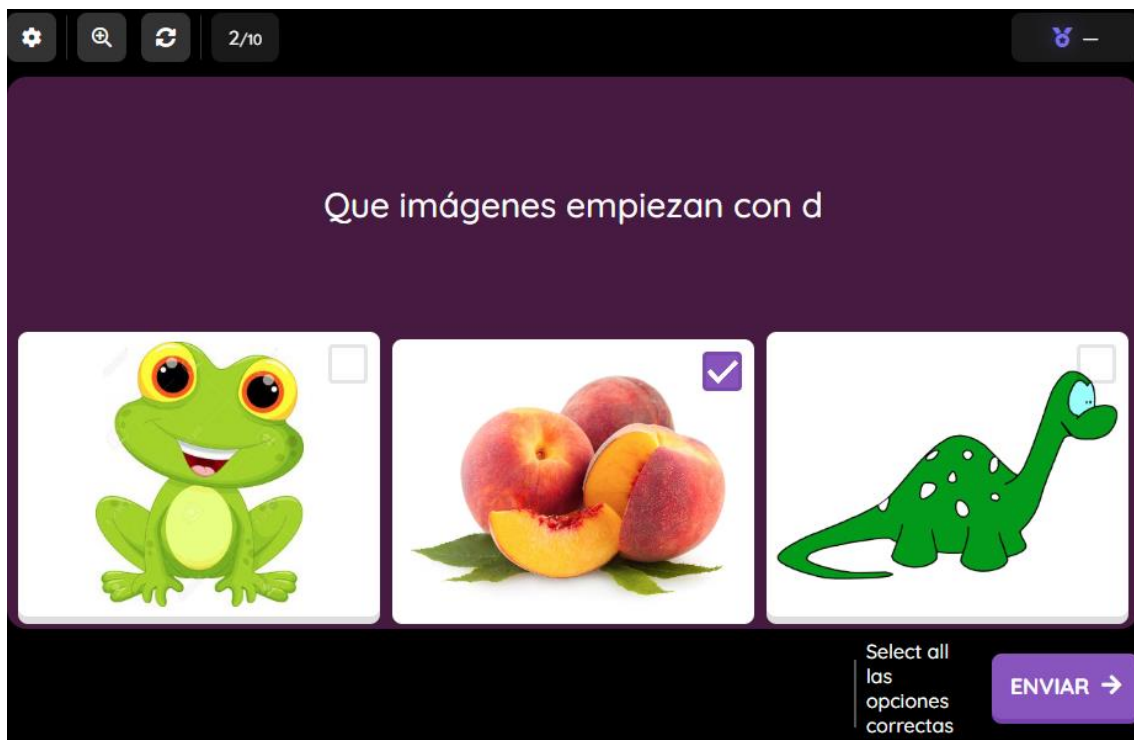 2/10
—
Que imágenes empiezan con d
Select all
las
opciones
correctas
ENVIAR →